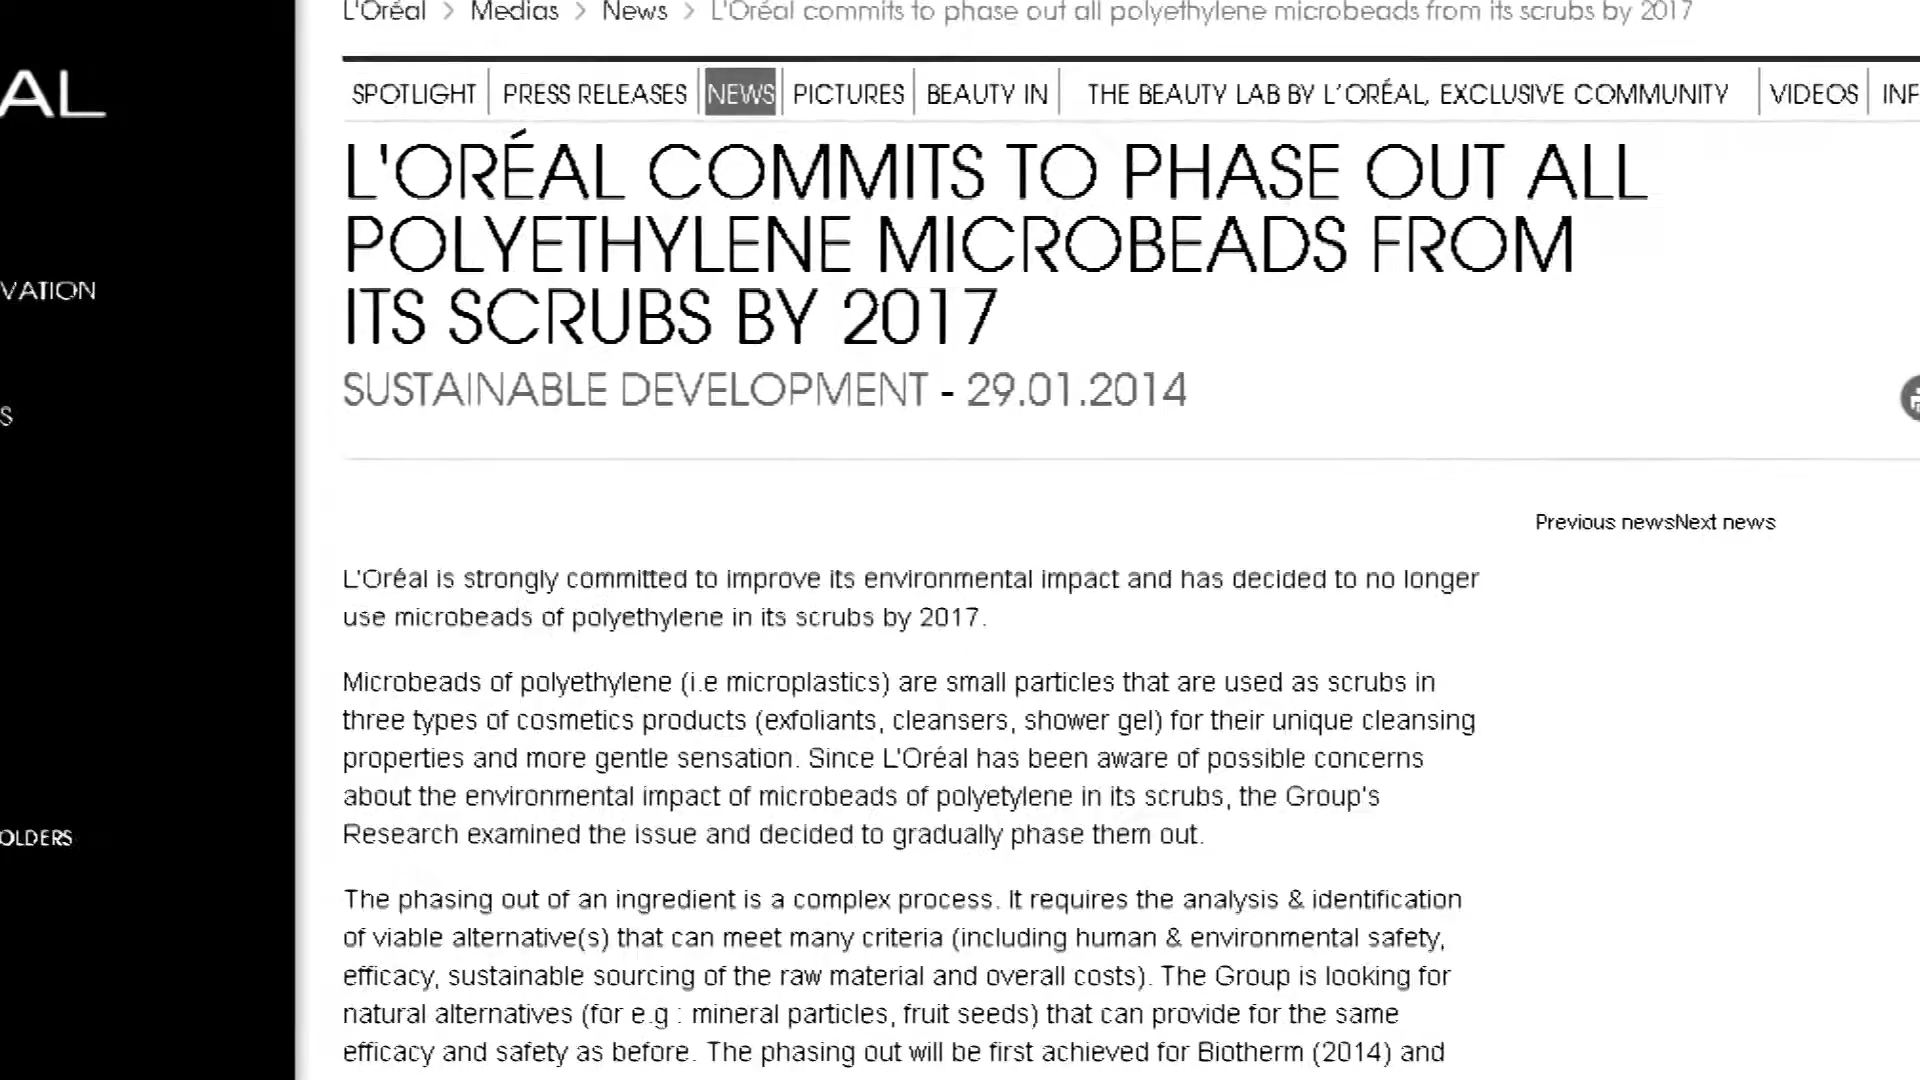 L'Oréal > Medias > News > L'Oréal commits to phase out all polyethylene microbeads from its scrubs by 2017
AL
SPOTLIGHT PRESS RELEASES NEWS PICTURES BEAUTY IN THE BEAUTY LAB BY L'ORÉAL, EXCLUSIVE COMMUNITY VIDEOS INF
L'ORÉAL COMMITS TO PHASE OUT ALL
POLYETHYLENE MICROBEADS FROM
VATION
ITS SCRUBS BY 2017
SUSTAINABLE DEVELOPMENT - 29.01.2014
S
Previous newsNext news
L'Oréal is strongly committed to improve its environmental impact and has decided to no longer
use microbeads of polyethylene in its scrubs by 2017.
Microbeads of polyethylene (i.e microplastics) are small particles that are used as scrubs in
three types of cosmetics products (exfoliants, cleansers, shower gel) for their unique cleansing
properties and more gentle sensation. Since L'Oréal has been aware of possible concerns
about the environmental impact of microbeads of polyetylene in its scrubs, the Group's
Research examined the issue and decided to gradually phase them out.
OLDERS
The phasing out of an ingredient is a complex process. It requires the analysis & identification
of viable alternative(s) that can meet many criteria (including human & environmental safety,
efficacy, sustainable sourcing of the raw material and overall costs). The Group is looking for
natural alternatives (for e.g : mineral particles, fruit seeds) that can provide for the same
efficacy and safety as before. The phasing out will be first achieved for Biotherm (2014) and